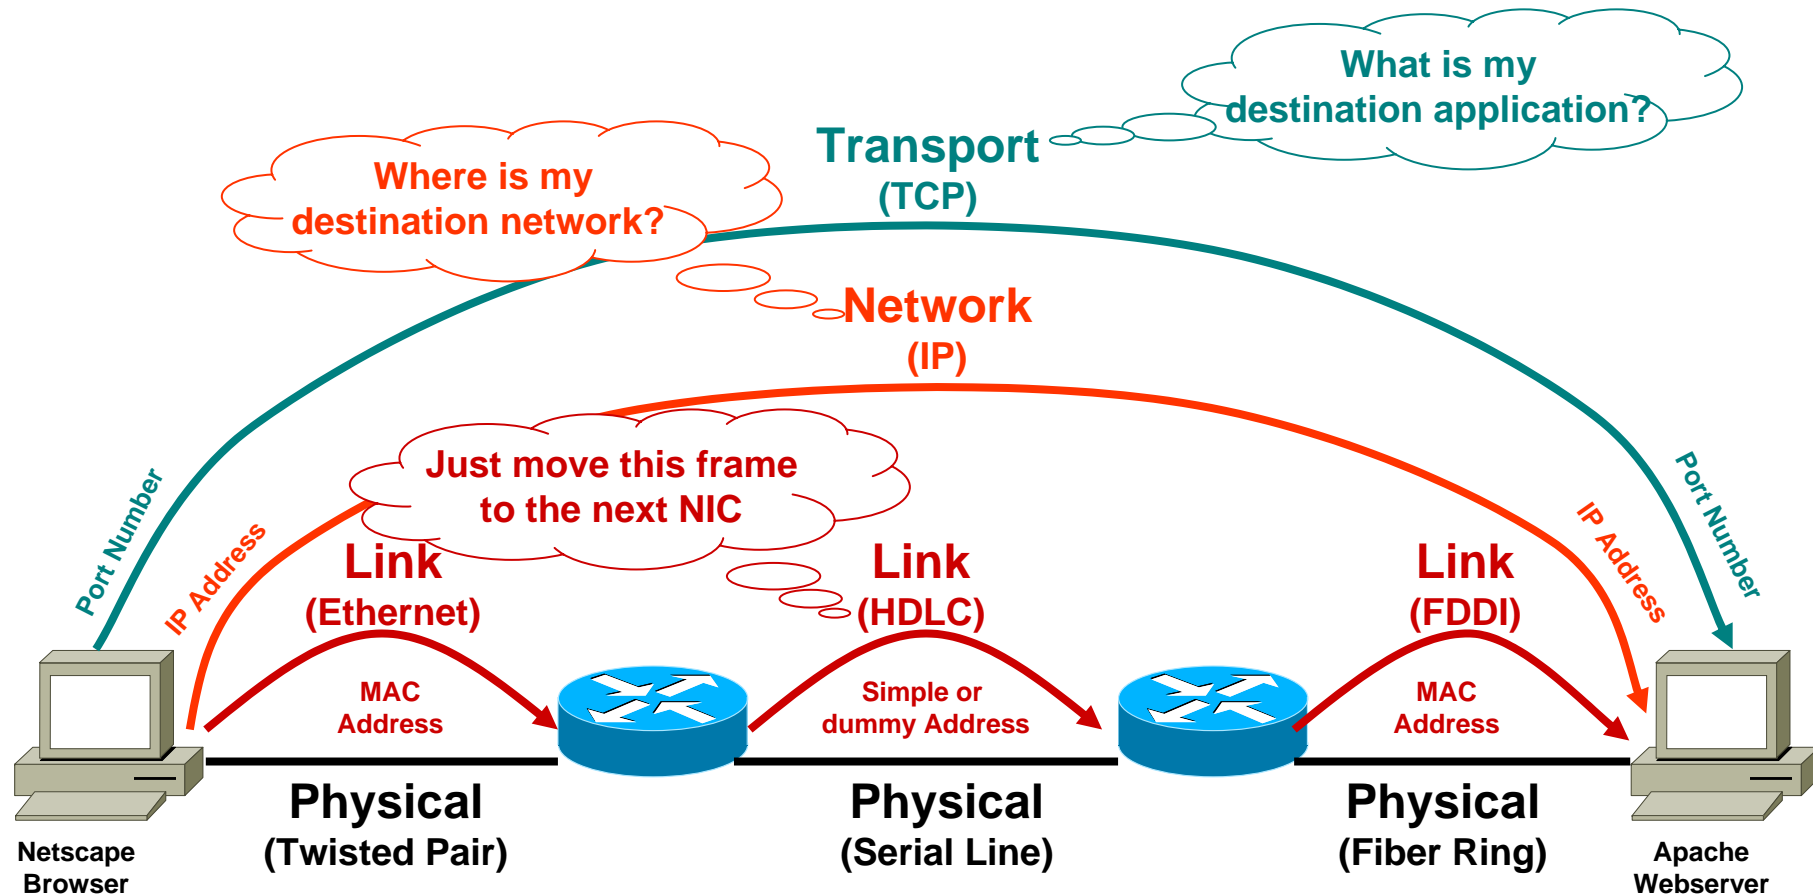 What is my
destination application?
Transport
(TCP)
Where is my
destination network?
Network
(IP)
Just move this frame
to the next NIC
Port Number
IP Address
IP Address
Port Number
Link
(Ethernet)
Link
(HDLC)
Link
(FDDI)
MAC
Address
Simple or
dummy Address
MAC
Address
Physical
(Twisted Pair)
Physical
(Serial Line)
Physical
(Fiber Ring)
Netscape
Browser
Apache
Webserver